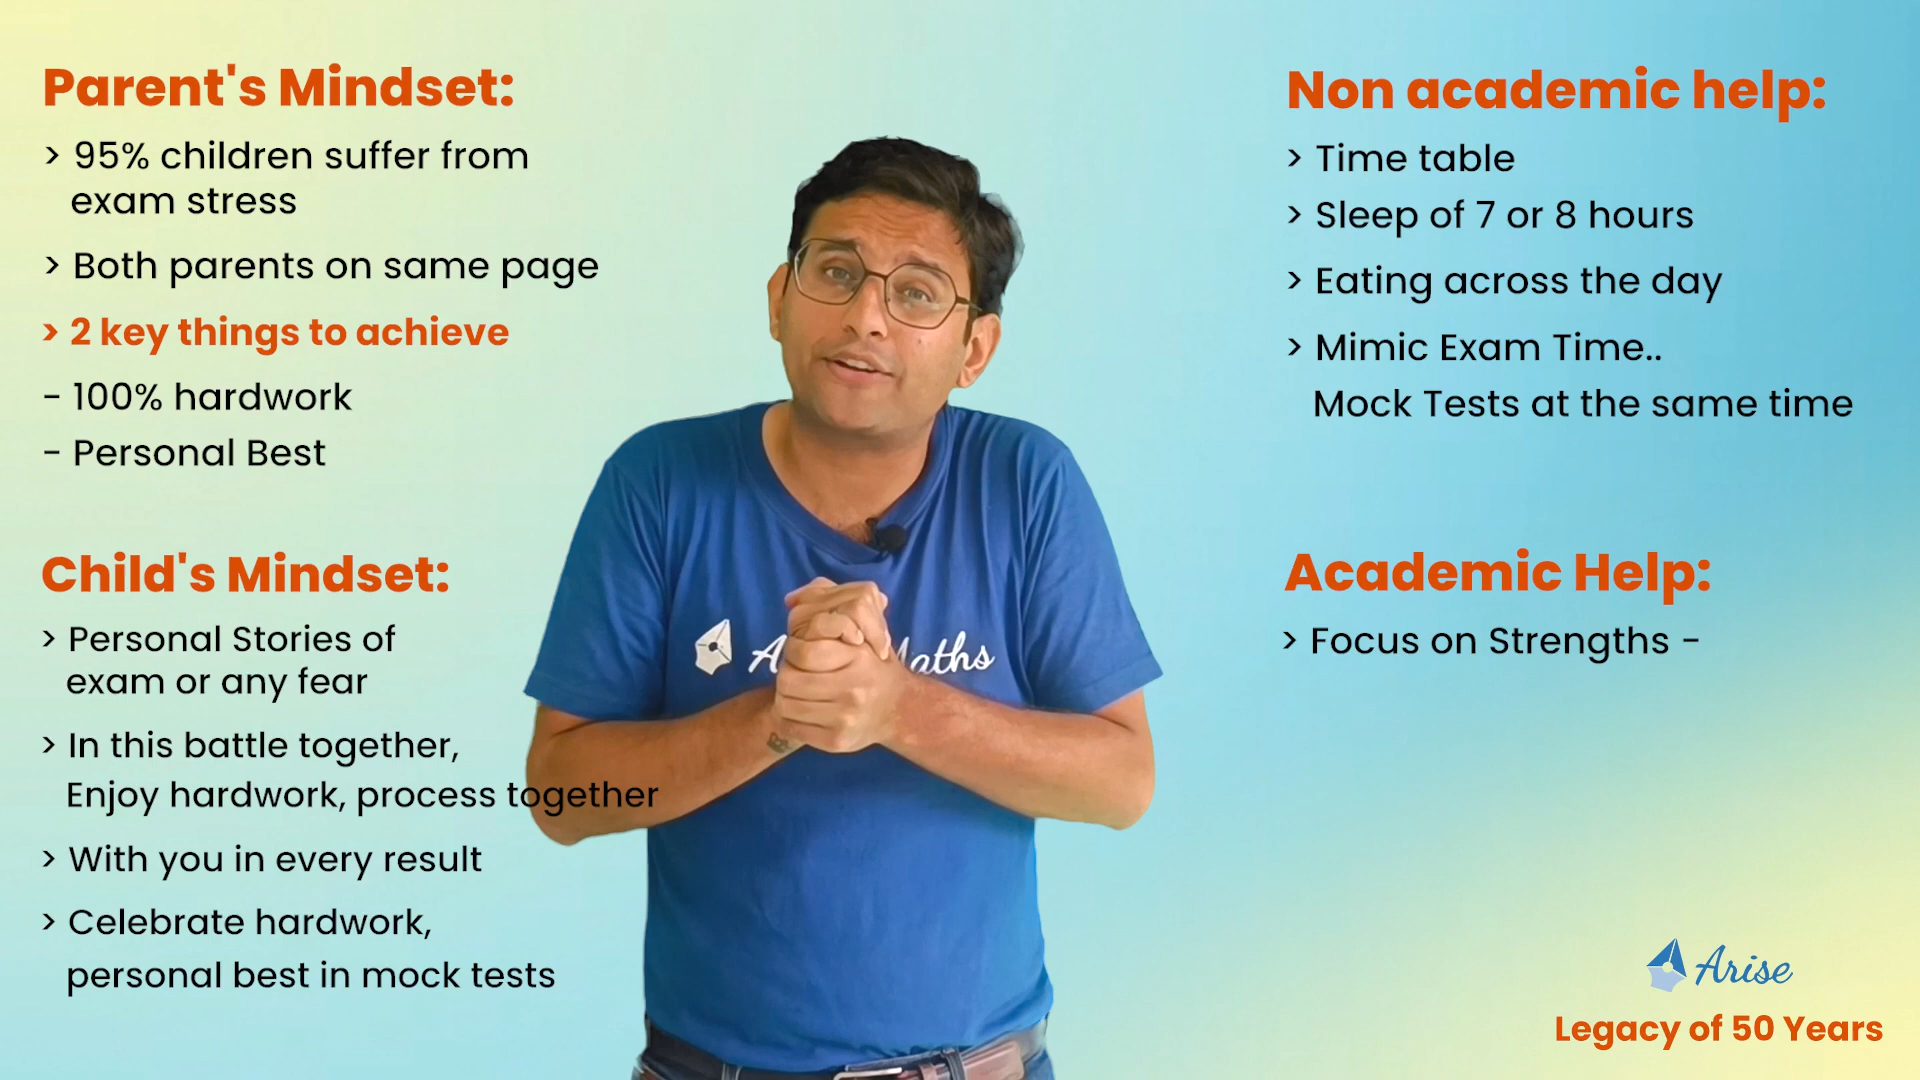 Parent's Mindset:
> 95% children suffer from
exam stress
> Both parents on same page
> 2 key things to achieve
- 100% hardwork
- Personal Best
Child's Mindset:
> Personal Stories of
exam or any fear
> In this battle together,
Enjoy hardwork, process together
> With you in every result
> Celebrate hardwork,
personal best in mock tests
Non academic help:
> Time table
> Sleep of 7 or 8 hours
> Eating across the day
> Mimic Exam Time..
Mock Tests at the same time
Academic Help:
> Focus on Strengths -
Arise
Legacy of 50 Years